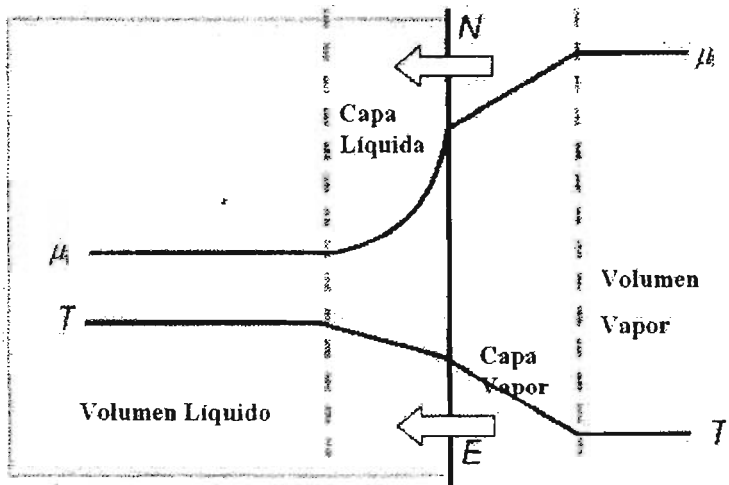 N
μ
Capa
Líquida
μ
Volumen
Vapor
T
Capa
Vapor
Volumen Líquido
E
T